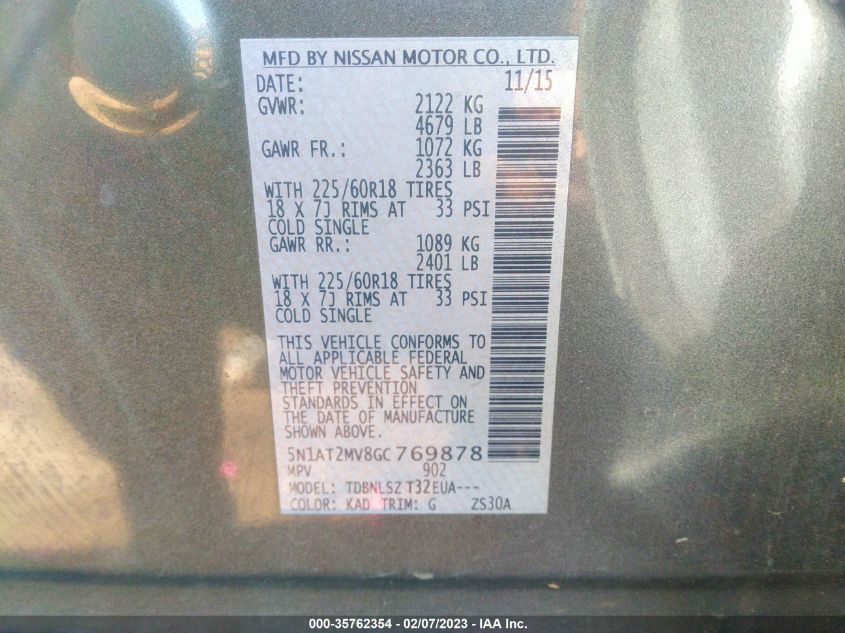 MFD BY NISSAN MOTOR CO., LTD.
DATE: 11/15
GVWR: 2122 KG
4679 LB
GAWR FR.: 1072 KG
2363 LB
WITH 225/60R18 TIRES
18 X 7J RIMS AT 33 PSI
COLD SINGLE
GAWR RR.: 1089 KG
2401 LB
WITH 225/60R18 TIRES
18 X 7J RIMS AT 33 PSI
COLD SINGLE
THIS VEHICLE CONFORMS TO
ALL APPLICABLE FEDERAL
MOTOR VEHICLE SAFETY AND
THEFT PREVENTION
STANDARDS IN EFFECT ON
THE DATE OF MANUFACTURE
SHOWN ABOVE.
5N1AT2MV8GC769878
MPV 902
MODEL: TDBNLSZ T32EUA---
COLOR: KAD TRIM: G ZS30A
000-35762354 - 02/07/2023 - IAA Inc.